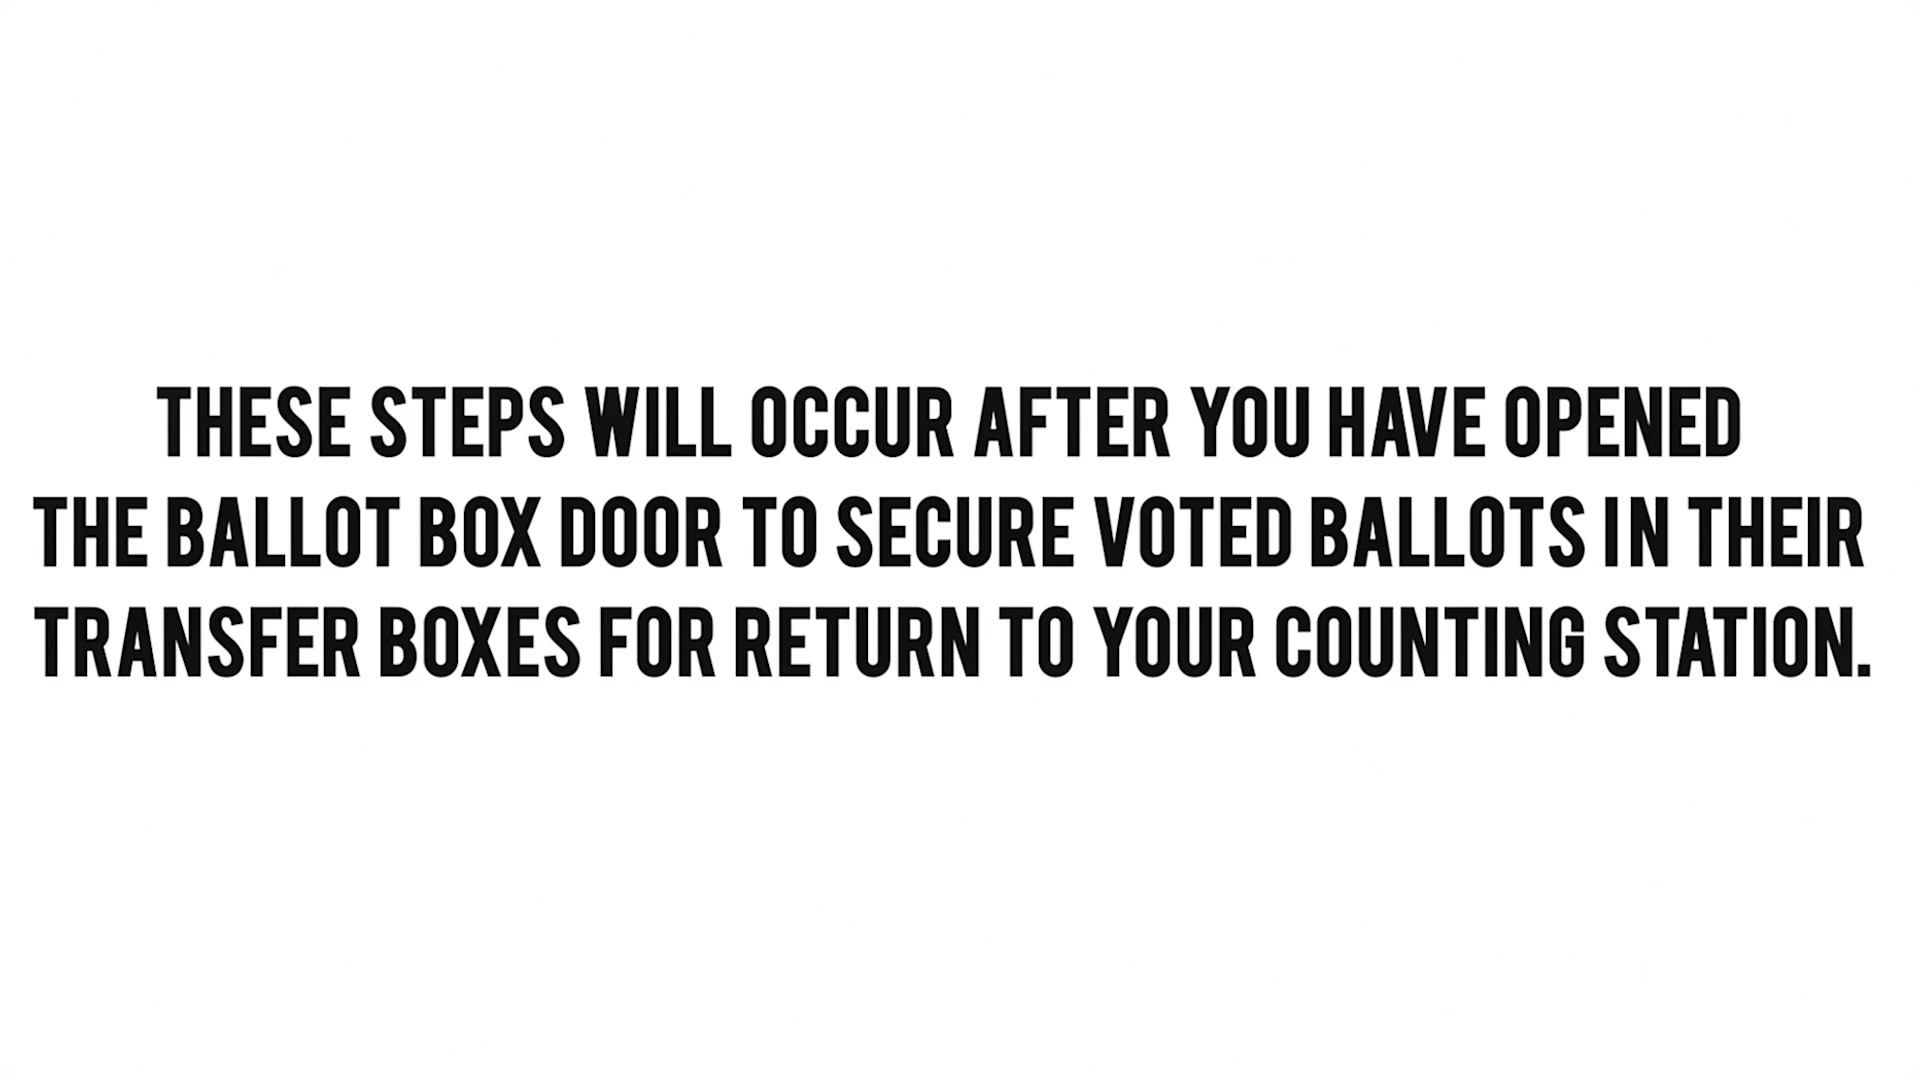 THESE STEPS WILL OCCUR AFTER YOU HAVE OPENED
THE BALLOT BOX DOOR TO SECURE VOTED BALLOTS IN THEIR
TRANSFER BOXES FOR RETURN TO YOUR COUNTING STATION.